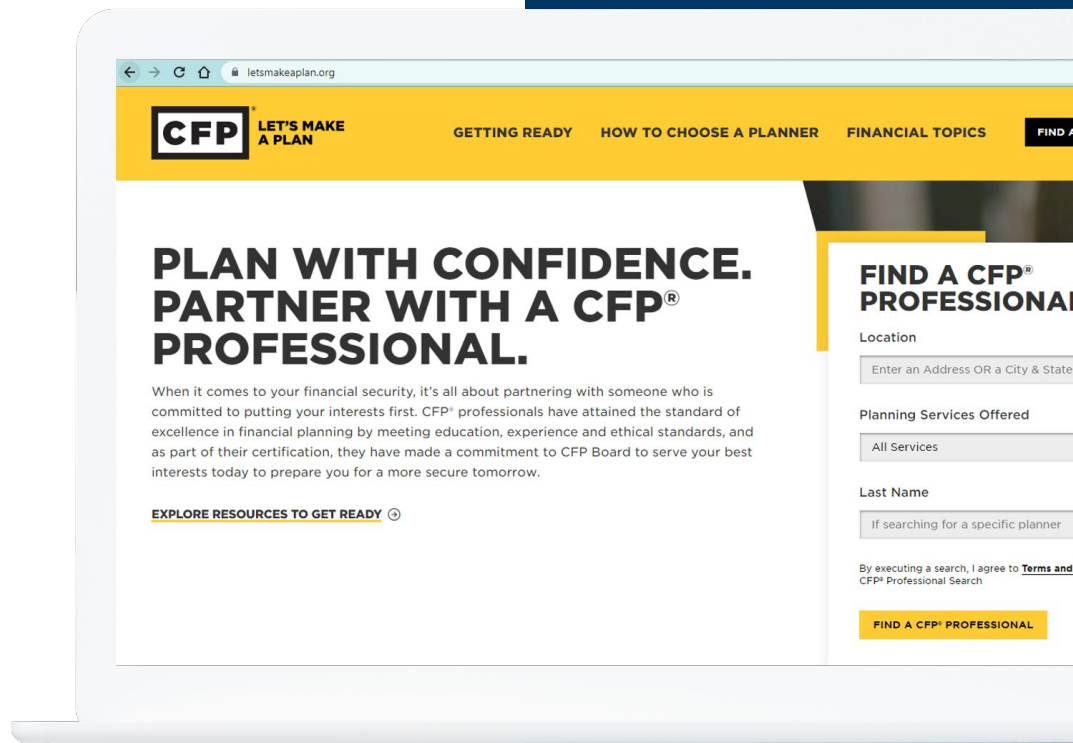 letsmakeaplan.org
CFP®
LET'S MAKE
A PLAN
GETTING READY
HOW TO CHOOSE A PLANNER
FINANCIAL TOPICS
FIND A
PLAN WITH CONFIDENCE.
PARTNER WITH A CFP®
PROFESSIONAL.
When it comes to your financial security, it's all about partnering with someone who is
committed to putting your interests first. CFP® professionals have attained the standard of
excellence in financial planning by meeting education, experience and ethical standards, and
as part of their certification, they have made a commitment to CFP Board to serve your best
interests today to prepare you for a more secure tomorrow.
EXPLORE RESOURCES TO GET READY
FIND A CFP®
PROFESSIONAL
Location
Enter an Address OR a City & State
Planning Services Offered
All Services
Last Name
If searching for a specific planner
By executing a search, I agree to Terms and
CFP® Professional Search
FIND A CFP® PROFESSIONAL